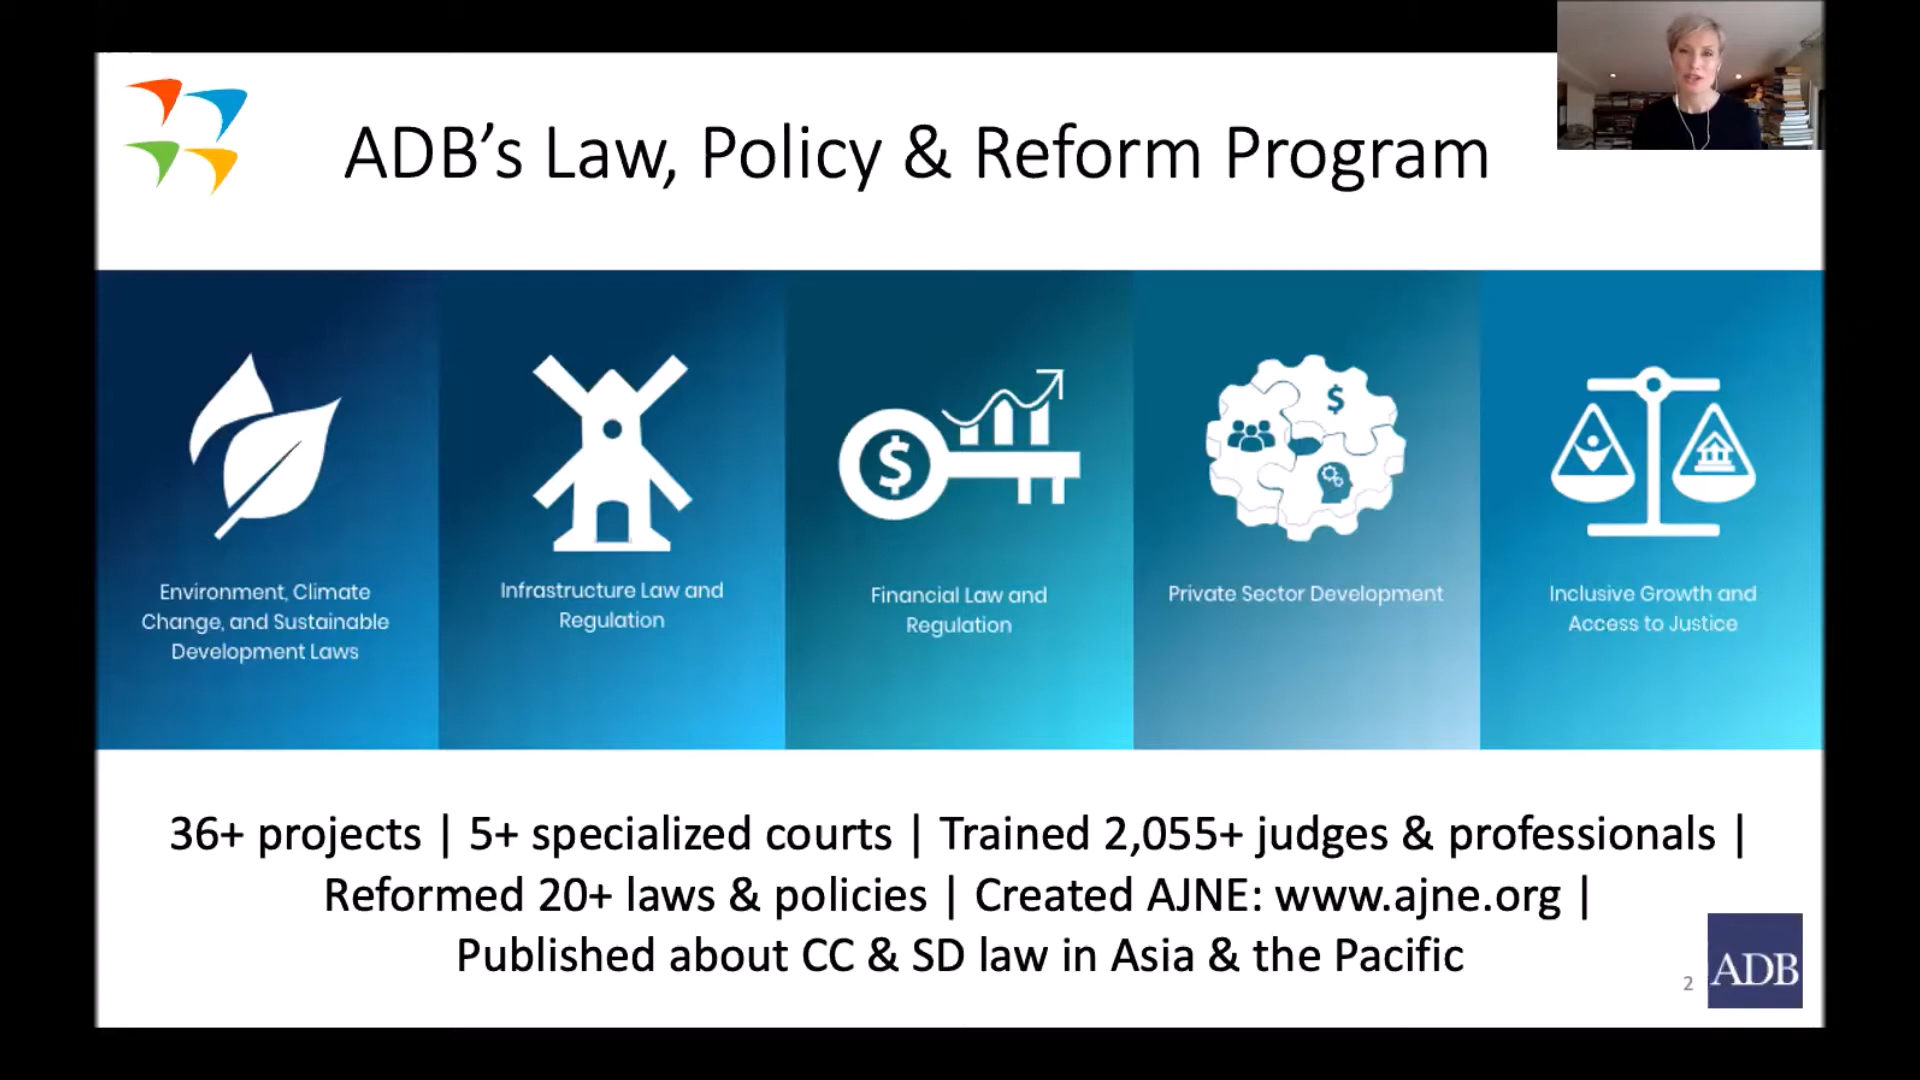 ADB's Law, Policy & Reform Program
Environment, Climate
Change, and Sustainable
Development Laws
Infrastructure Law and
Regulation
$
Financial Law and
Regulation
$
Private Sector Development
Inclusive Growth and
Access to Justice
36+ projects | 5+ specialized courts | Trained 2,055+ judges & professionals |
Reformed 20+ laws & policies | Created AJNE: www.ajne.org |
Published about CC & SD law in Asia & the Pacific
2
ADB